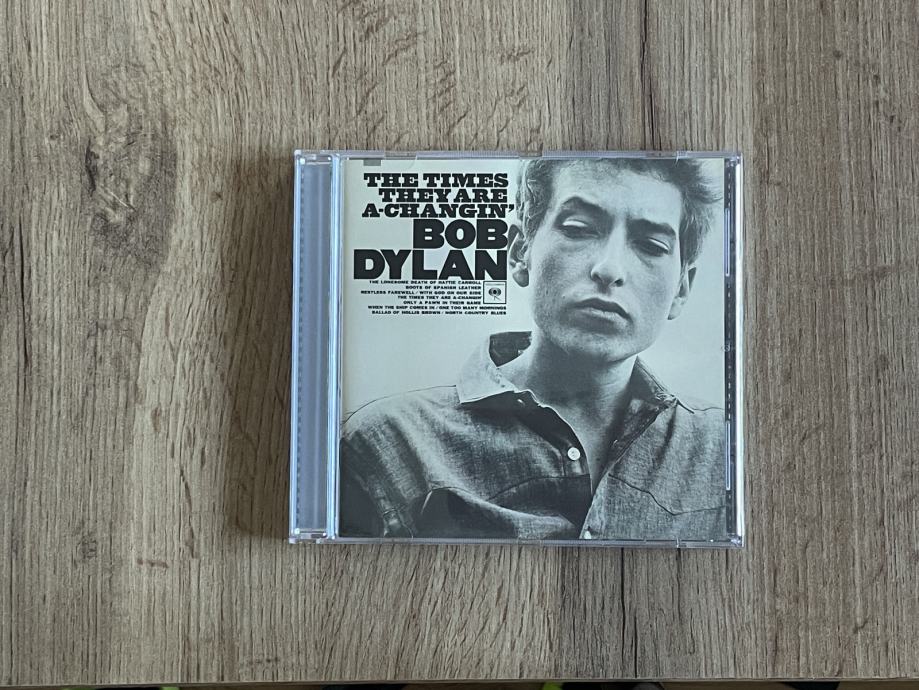 THE TIMES
THEY ARE
A-CHANGIN'
BOB
DYLAN
THE LONESOME DEATH OF HATTIE CARROLL
BOOTS OF SPANISH LEATHER
RESTLESS FAREWELL / WITH GOD ON OUR SIDE
THE TIMES THEY ARE A-CHANGIN'
ONLY A PAWN IN THEIR GAME
WHEN THE SHIP COMES IN / ONE TOO MANY MORNINGS
BALLAD OF HOLLIS BROWN / NORTH COUNTRY BLUES